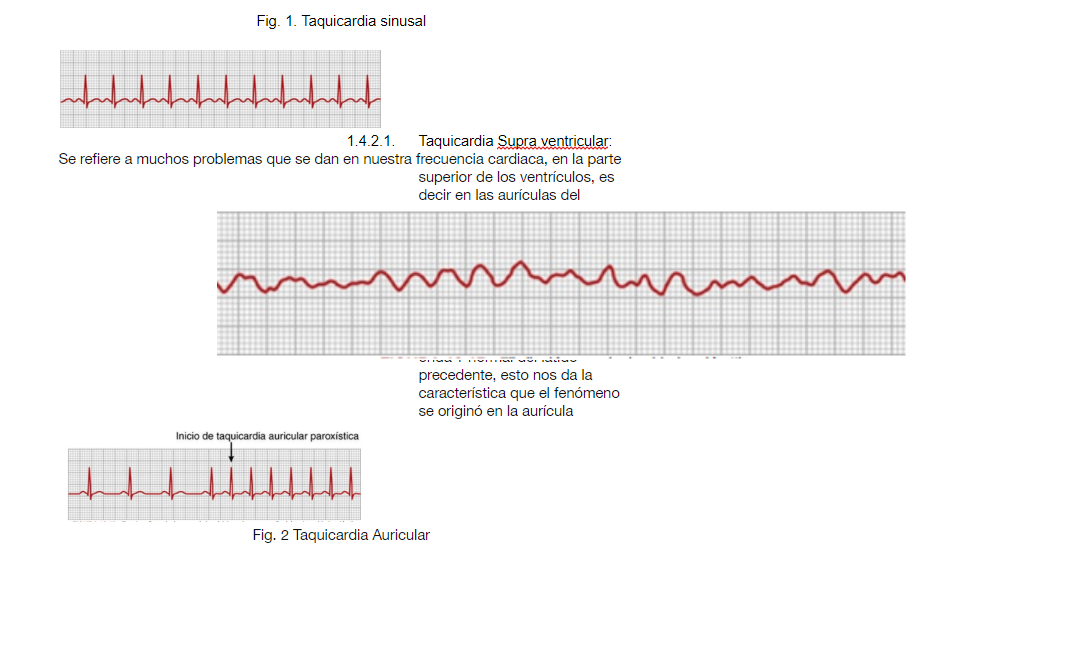 Fig. 1. Taquicardia sinusal
1.4.2.1. Taquicardia Supra ventricular:
Se refiere a muchos problemas que se dan en nuestra frecuencia cardiaca, en la parte
superior de los ventrículos, es
decir en las aurículas del
precedente, esto nos da la
característica que el fenómeno
se originó en la aurícula
Inicio de taquicardia auricular paroxística
Fig. 2 Taquicardia Auricular